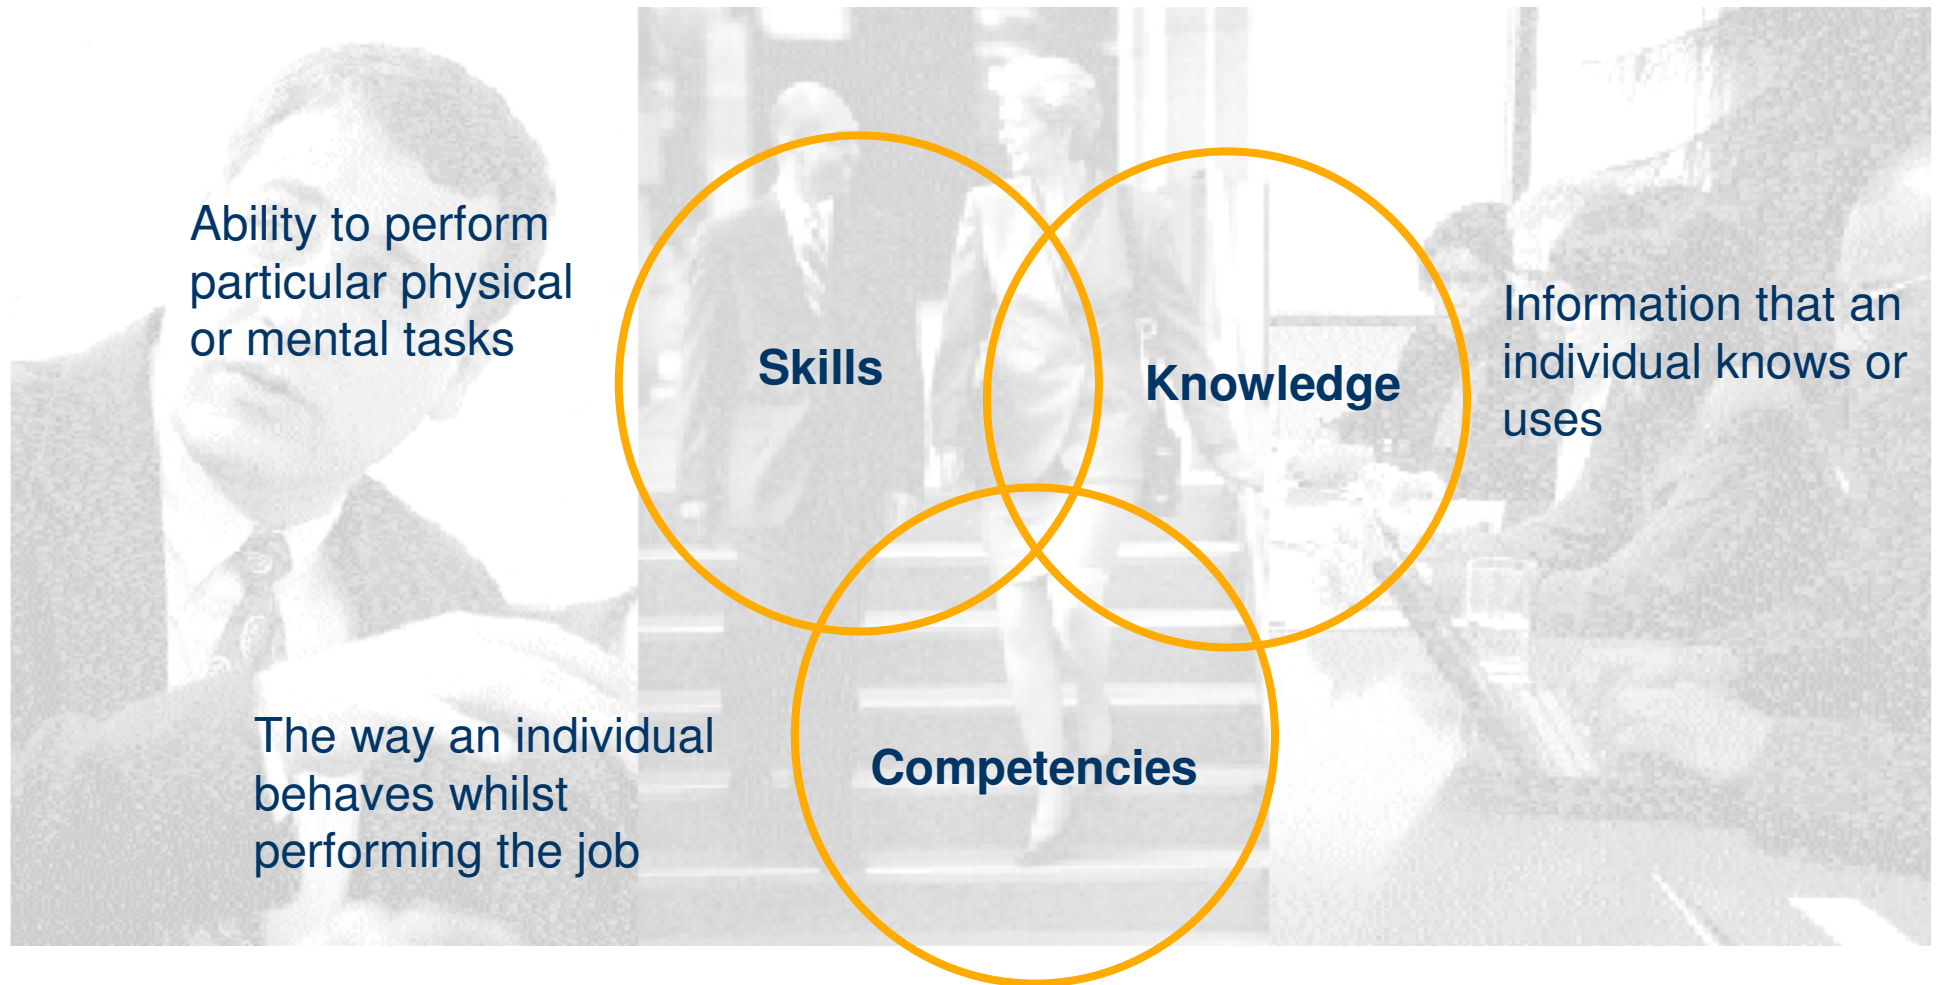 Ability to perform
particular physical
or mental tasks
Skills
Knowledge
Information that an
individual knows or
uses
The way an individual
behaves whilst
performing the job
Competencies